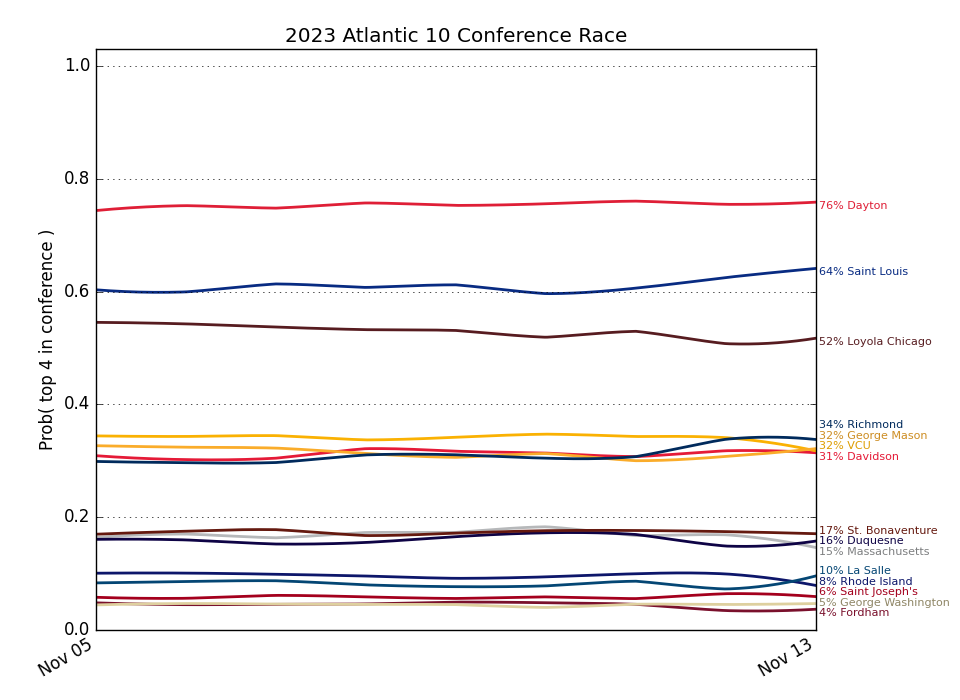 2023 Atlantic 10 Conference Race
Prob( top 4 in conference )
1.0
0.8
0.6
0.4
0.2
0.0
76% Dayton
64% Saint Louis
52% Loyola Chicago
34% Richmond
32% George Mason
32% VCU
31% Davidson
17% St. Bonaventure
16% Duquesne
15% Massachusetts
10% La Salle
8% Rhode Island
6% Saint Joseph's
5% George Washington
4% Fordham
Nov 05
Nov 13